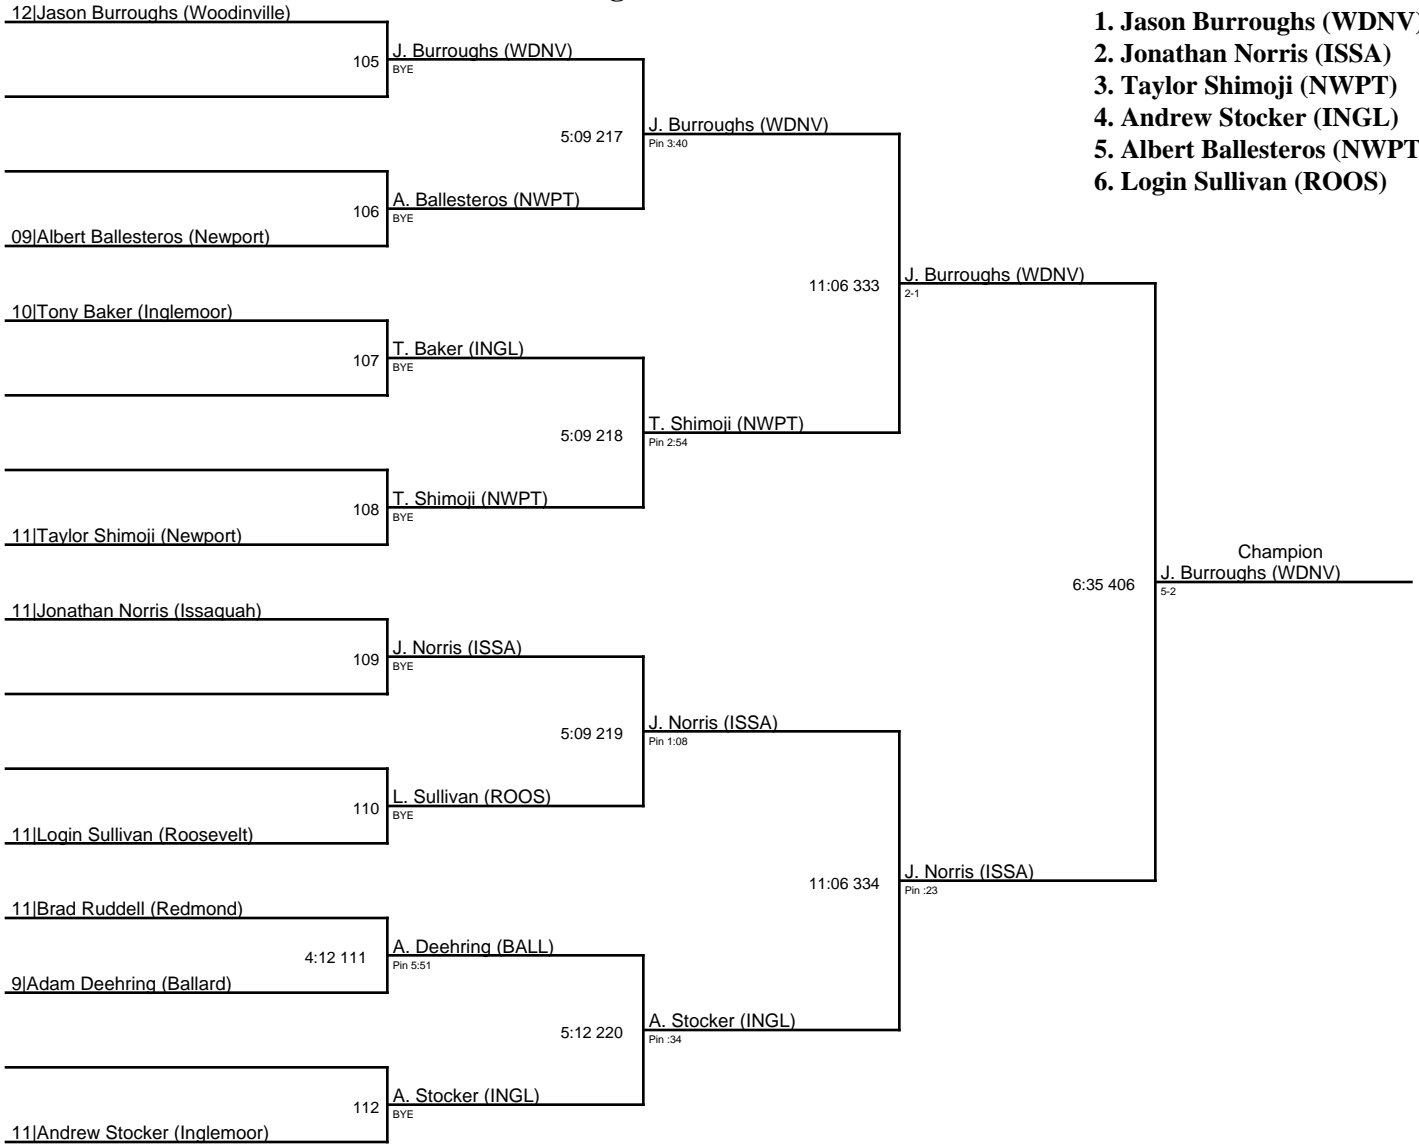 12|Jason Burroughs (Woodinville)
105
J. Burroughs (WDNV)
BYE
5:09 217
J. Burroughs (WDNV)
Pin 3:40
106
A. Ballesteros (NWPT)
BYE
09|Albert Ballesteros (Newport)
11:06 333
J. Burroughs (WDNV)
2-1
10|Tony Baker (Inglemoor)
107
T. Baker (INGL)
BYE
5:09 218
T. Shimoji (NWPT)
Pin 2:54
108
T. Shimoji (NWPT)
BYE
11|Taylor Shimoji (Newport)
6:35 406
Champion
J. Burroughs (WDNV)
5-2
11|Jonathan Norris (Issaquah)
109
J. Norris (ISSA)
BYE
5:09 219
J. Norris (ISSA)
Pin 1:08
110
L. Sullivan (ROOS)
BYE
11|Login Sullivan (Roosevelt)
11:06 334
J. Norris (ISSA)
Pin :23
11|Brad Ruddell (Redmond)
4:12 111
A. Deehring (BALL)
Pin 5:51
9|Adam Deehring (Ballard)
5:12 220
A. Stocker (INGL)
Pin :34
112
A. Stocker (INGL)
BYE
11|Andrew Stocker (Inglemoor)
1. Jason Burroughs (WDNV)
2. Jonathan Norris (ISSA)
3. Taylor Shimoji (NWPT)
4. Andrew Stocker (INGL)
5. Albert Ballesteros (NWPT
6. Login Sullivan (ROOS)